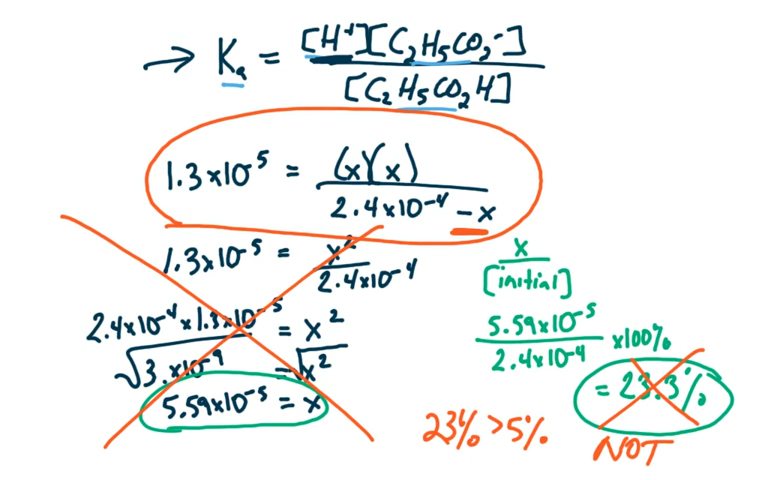 → Ka = [H⁺][C₂H₅CO₂⁻] / [C₂H₅CO₂H]
1.3×10⁻⁵ = (x)(x) / 2.4×10⁻⁴ − x
1.3×10⁻⁵ = x² / 2.4×10⁻⁴
2.4×10⁻⁴ × 1.3×10⁻⁵ = x²
√3.×10⁻⁹ = √x²
5.59×10⁻⁵ = x
x / [initial]
5.59×10⁻⁵ / 2.4×10⁻⁴ ×100%
= 23.3%
23% > 5%
NOT